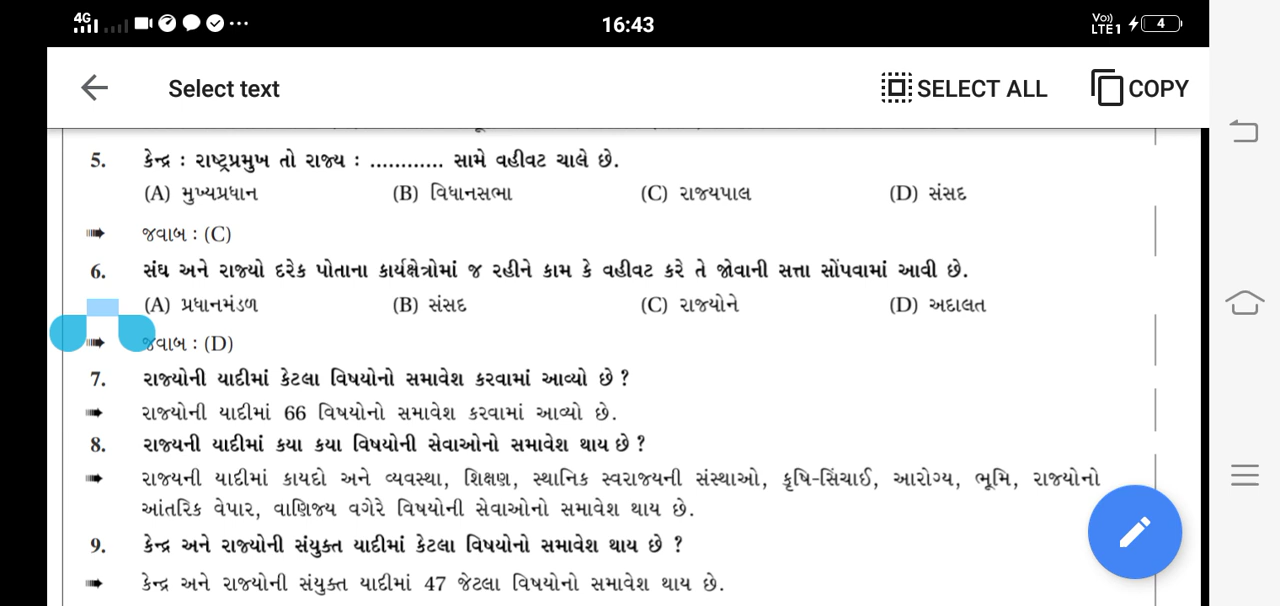 4G 16:43 Vo) LTE1 4
Select text SELECT ALL COPY
5. કેન્દ્ર : રાષ્ટ્રપ્રમુખ તો રાજ્ય : ............ સામે વહીવટ ચાલે છે.
(A) મુખ્યપ્રધાન (B) વિધાનસભા (C) રાજ્યપાલ (D) સંસદ
➠ જવાબ : (C)
6. સંઘ અને રાજ્યો દરેક પોતાના કાર્યક્ષેત્રોમાં જ રહીને કામ કે વહીવટ કરે તે જોવાની સત્તા સોંપવામાં આવી છે.
(A) પ્રધાનમંડળ (B) સંસદ (C) રાજ્યોને (D) અદાલત
➠ જવાબ : (D)
7. રાજ્યોની યાદીમાં કેટલા વિષયોનો સમાવેશ કરવામાં આવ્યો છે ?
➠ રાજ્યોની યાદીમાં 66 વિષયોનો સમાવેશ કરવામાં આવ્યો છે.
8. રાજ્યની યાદીમાં કયા કયા વિષયોની સેવાઓનો સમાવેશ થાય છે ?
➠ રાજ્યની યાદીમાં કાયદો અને વ્યવસ્થા, શિક્ષણ, સ્થાનિક સ્વરાજ્યની સંસ્થાઓ, કૃષિ-સિંચાઈ, આરોગ્ય, ભૂમિ, રાજ્યોનો
આંતરિક વેપાર, વાણિજ્ય વગેરે વિષયોની સેવાઓનો સમાવેશ થાય છે.
9. કેન્દ્ર અને રાજ્યોની સંયુક્ત યાદીમાં કેટલા વિષયોનો સમાવેશ થાય છે ?
➠ કેન્દ્ર અને રાજ્યોની સંયુક્ત યાદીમાં 47 જેટલા વિષયોનો સમાવેશ થાય છે.